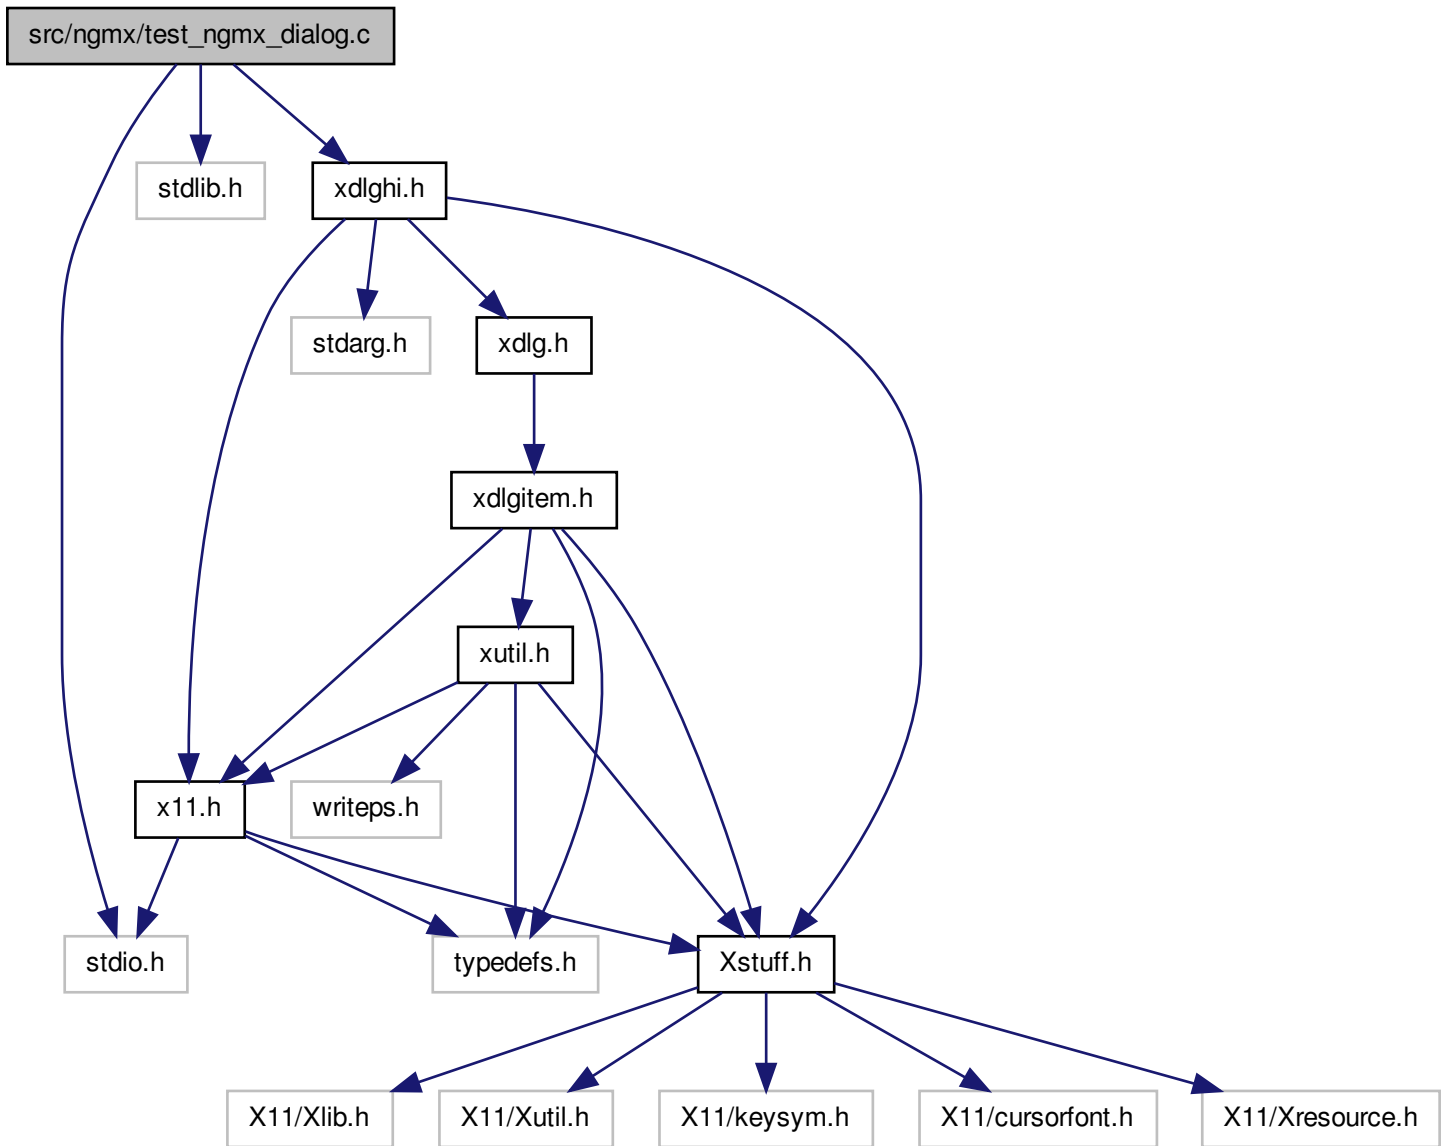 src/ngmx/test_ngmx_dialog.c
stdlib.h
xdlghi.h
stdarg.h
xdlg.h
xdlgitem.h
xutil.h
x11.h
writeps.h
stdio.h
typedefs.h
Xstuff.h
X11/Xlib.h
X11/Xutil.h
X11/keysym.h
X11/cursorfont.h
X11/Xresource.h